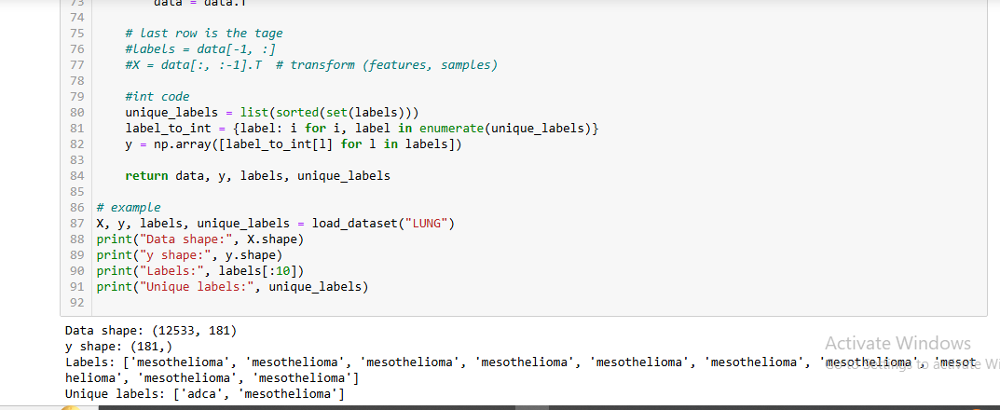 73 data = data.T
74
75 # last row is the tage
76 #labels = data[-1, :]
77 #X = data[:, :-1].T # transform (features, samples)
78
79 #int code
80 unique_labels = list(sorted(set(labels)))
81 label_to_int = {label: i for i, label in enumerate(unique_labels)}
82 y = np.array([label_to_int[l] for l in labels])
83
84 return data, y, labels, unique_labels
85
86 # example
87 X, y, labels, unique_labels = load_dataset("LUNG")
88 print("Data shape:", X.shape)
89 print("y shape:", y.shape)
90 print("Labels:", labels[:10])
91 print("Unique labels:", unique_labels)
92
Data shape: (12533, 181)
y shape: (181,)
Activate Windows
Labels: ['mesothelioma', 'mesothelioma', 'mesothelioma', 'mesothelioma', 'mesothelioma', 'mesothelioma', 'mesothelioma', 'mesot
Go to Settings to activate Wi
helioma', 'mesothelioma', 'mesothelioma']
Unique labels: ['adca', 'mesothelioma']